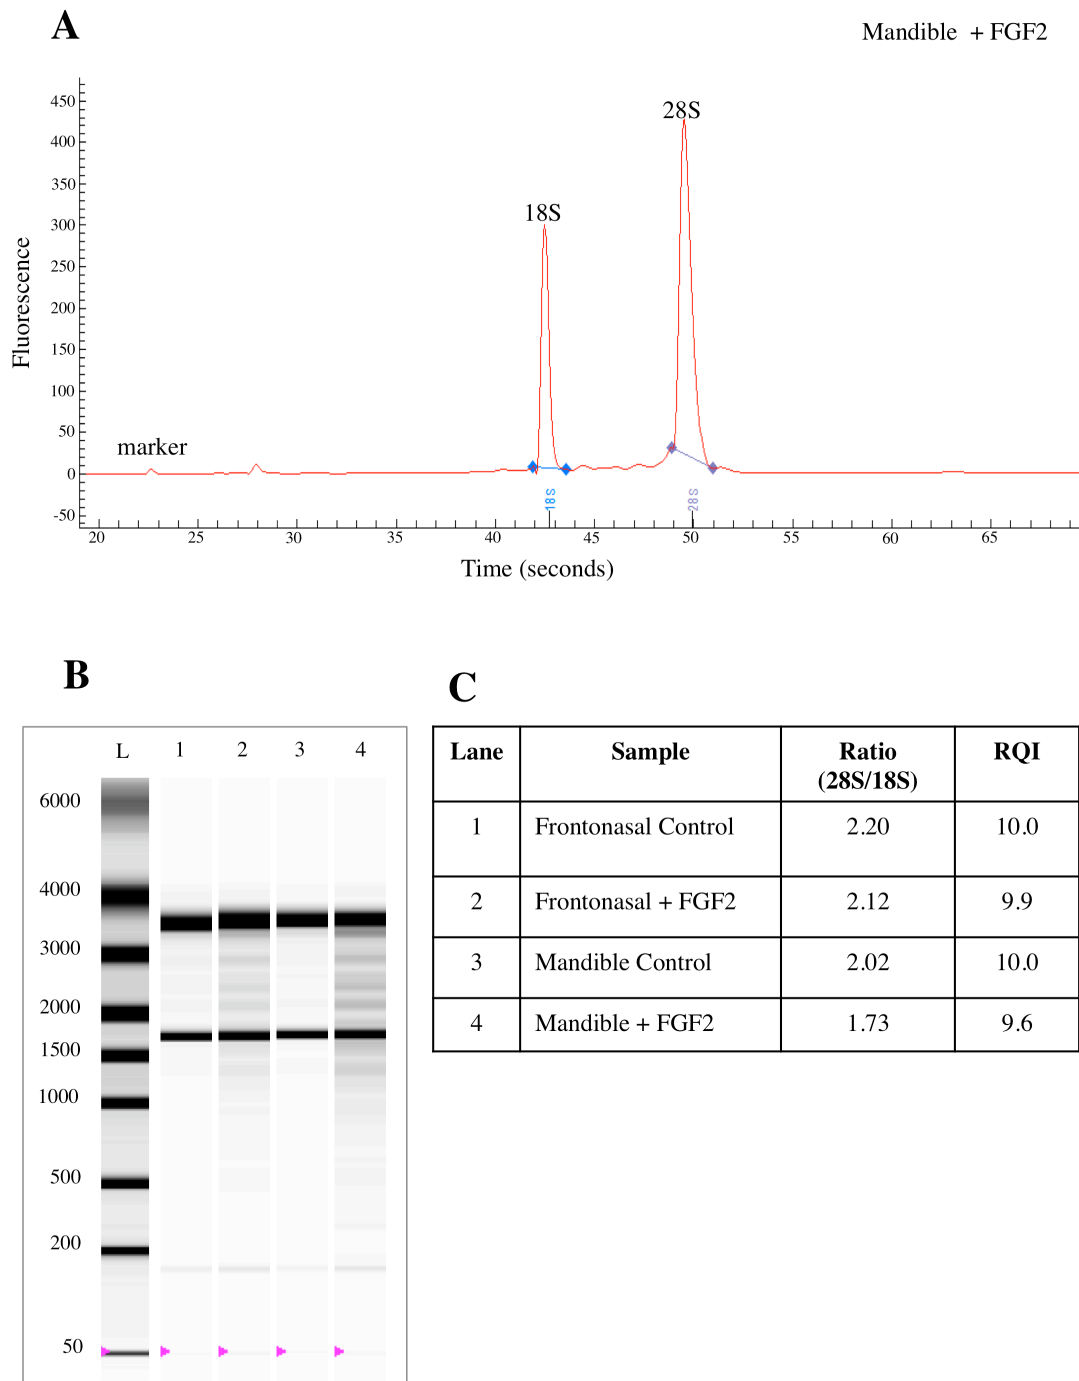 A
Mandible + FGF2
450
400
350
300
250
200
150
100
50
0
-50
Fluorescence
28S
18S
marker
18S
28S
20 25 30 35 40 45 50 55 60 65
Time (seconds)
B
L 1 2 3 4
6000
4000
3000
2000
1500
1000
500
200
50
C
Lane Sample Ratio (28S/18S) RQI
1 Frontonasal Control 2.20 10.0
2 Frontonasal + FGF2 2.12 9.9
3 Mandible Control 2.02 10.0
4 Mandible + FGF2 1.73 9.6